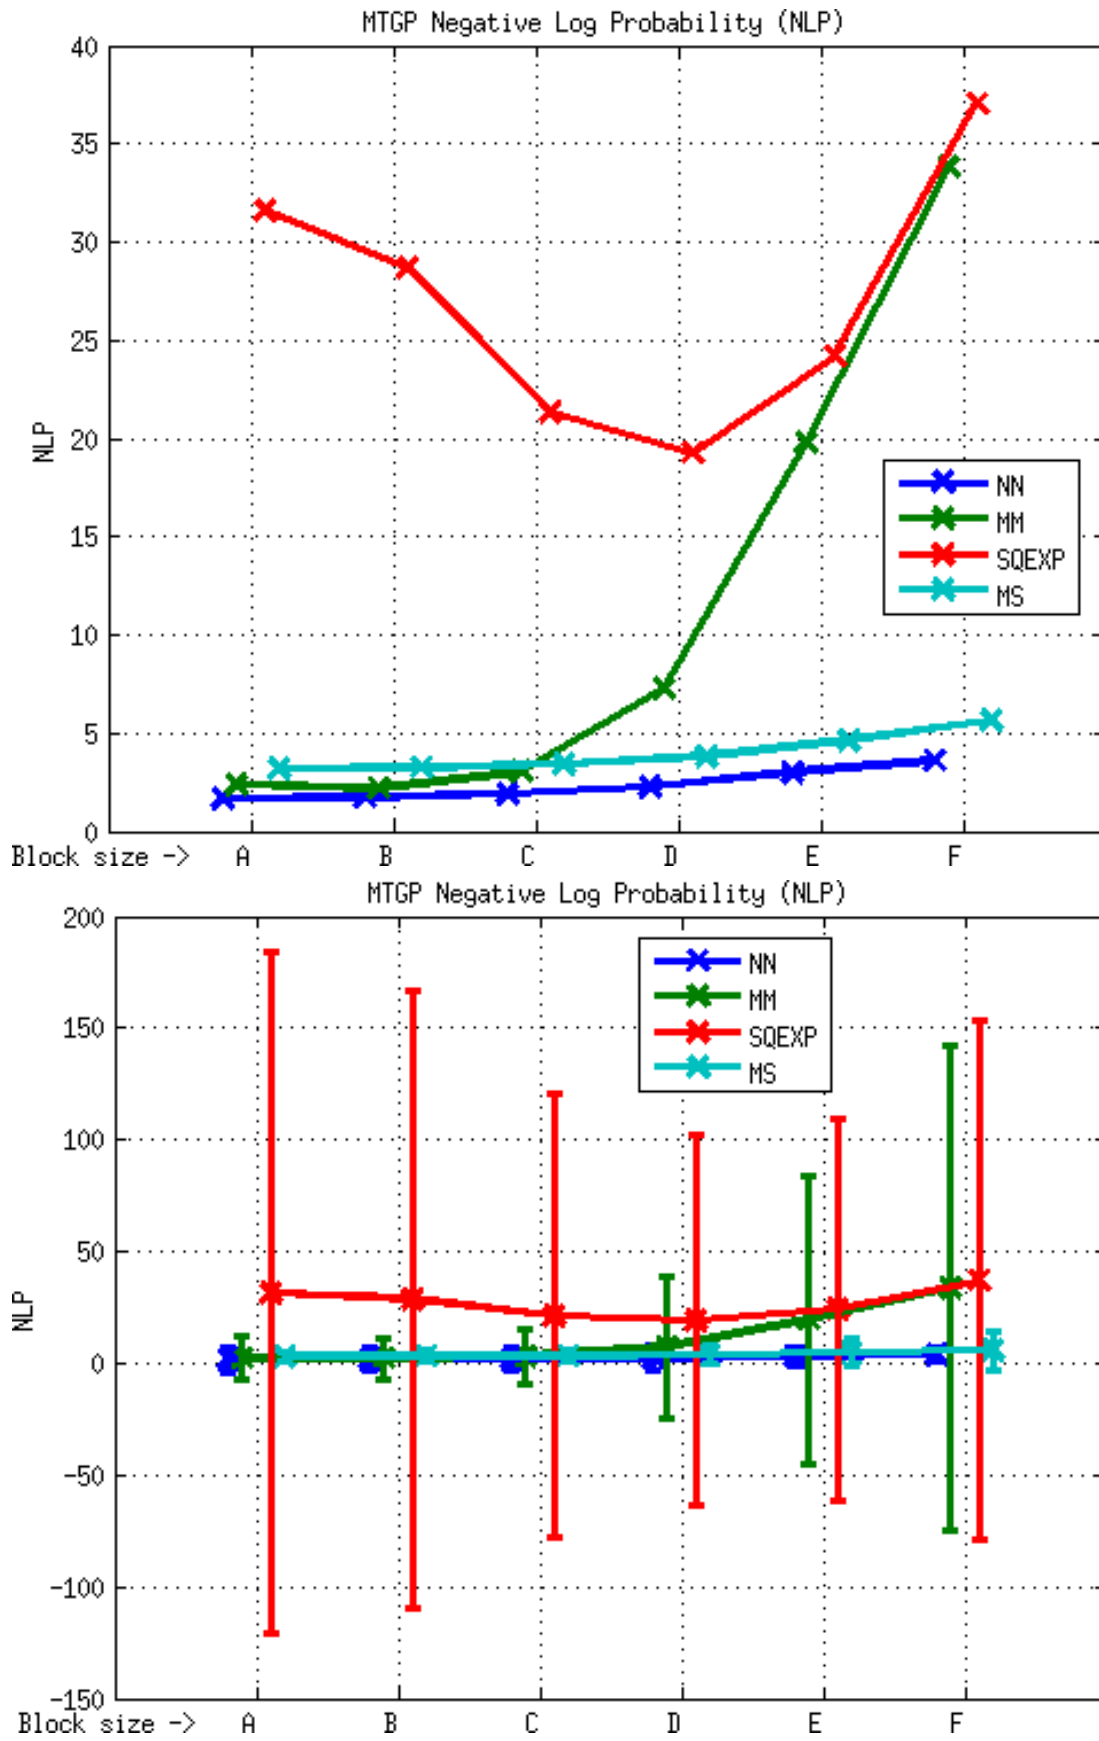 MTGP Negative Log Probability (NLP)
40
35
30
25
20
15
10
5
0
NLP
NN
MM
SQEXP
MS
Block size -> A B C D E F
MTGP Negative Log Probability (NLP)
200
150
100
50
0
-50
-100
-150
NLP
NN
MM
SQEXP
MS
Block size -> A B C D E F